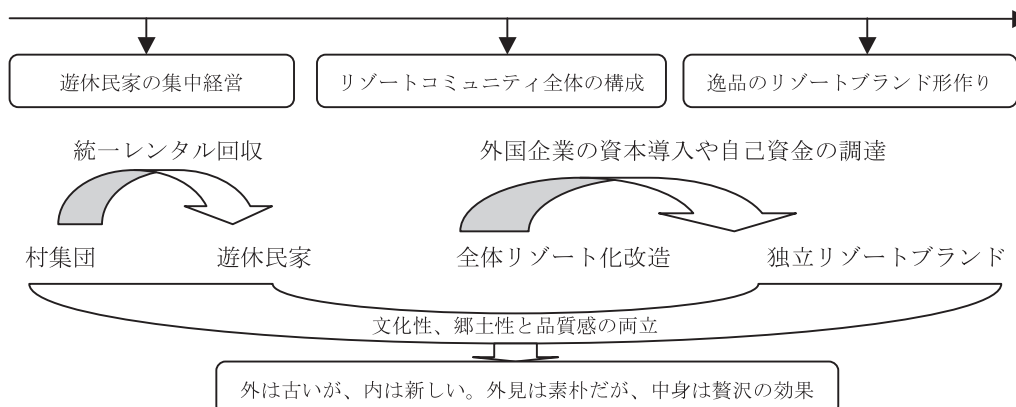 遊休民家の集中経営
リゾートコミュニティ全体の構成
逸品のリゾートブランド形作り
統一レンタル回収
外国企業の資本導入や自己資金の調達
村集団
遊休民家
全体リゾート化改造
独立リゾートブランド
文化性、郷土性と品質感の両立
外は古いが、内は新しい。外見は素朴だが、中身は贅沢の効果